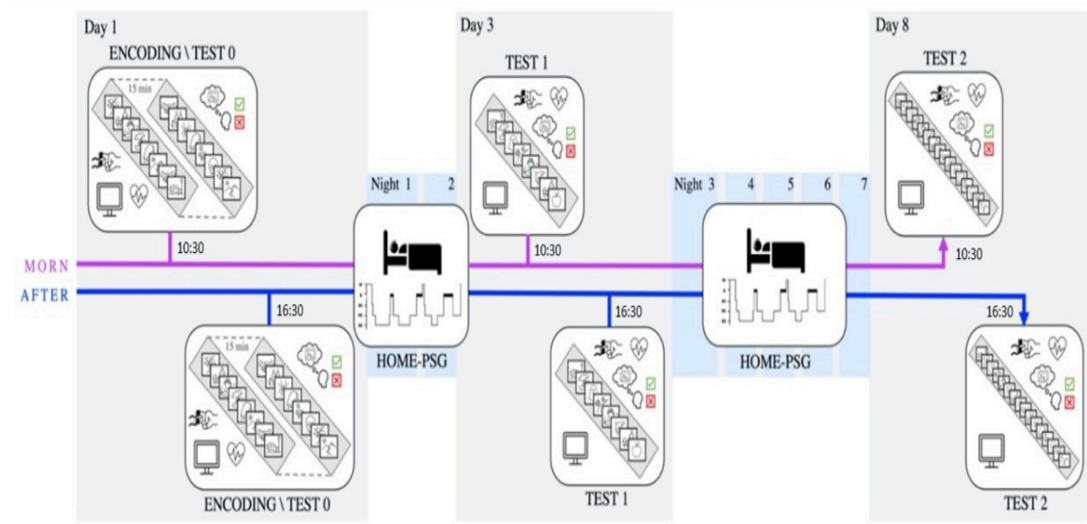 Day 1
ENCODING \ TEST 0
15 min
10:30
Night 1 2
Day 3
TEST 1
10:30
Night 3 4 5 6 7
Day 8
TEST 2
10:30
MORN
AFTER
16:30
15 min
ENCODING \ TEST 0
HOME-PSG
16:30
TEST 1
HOME-PSG
16:30
TEST 2